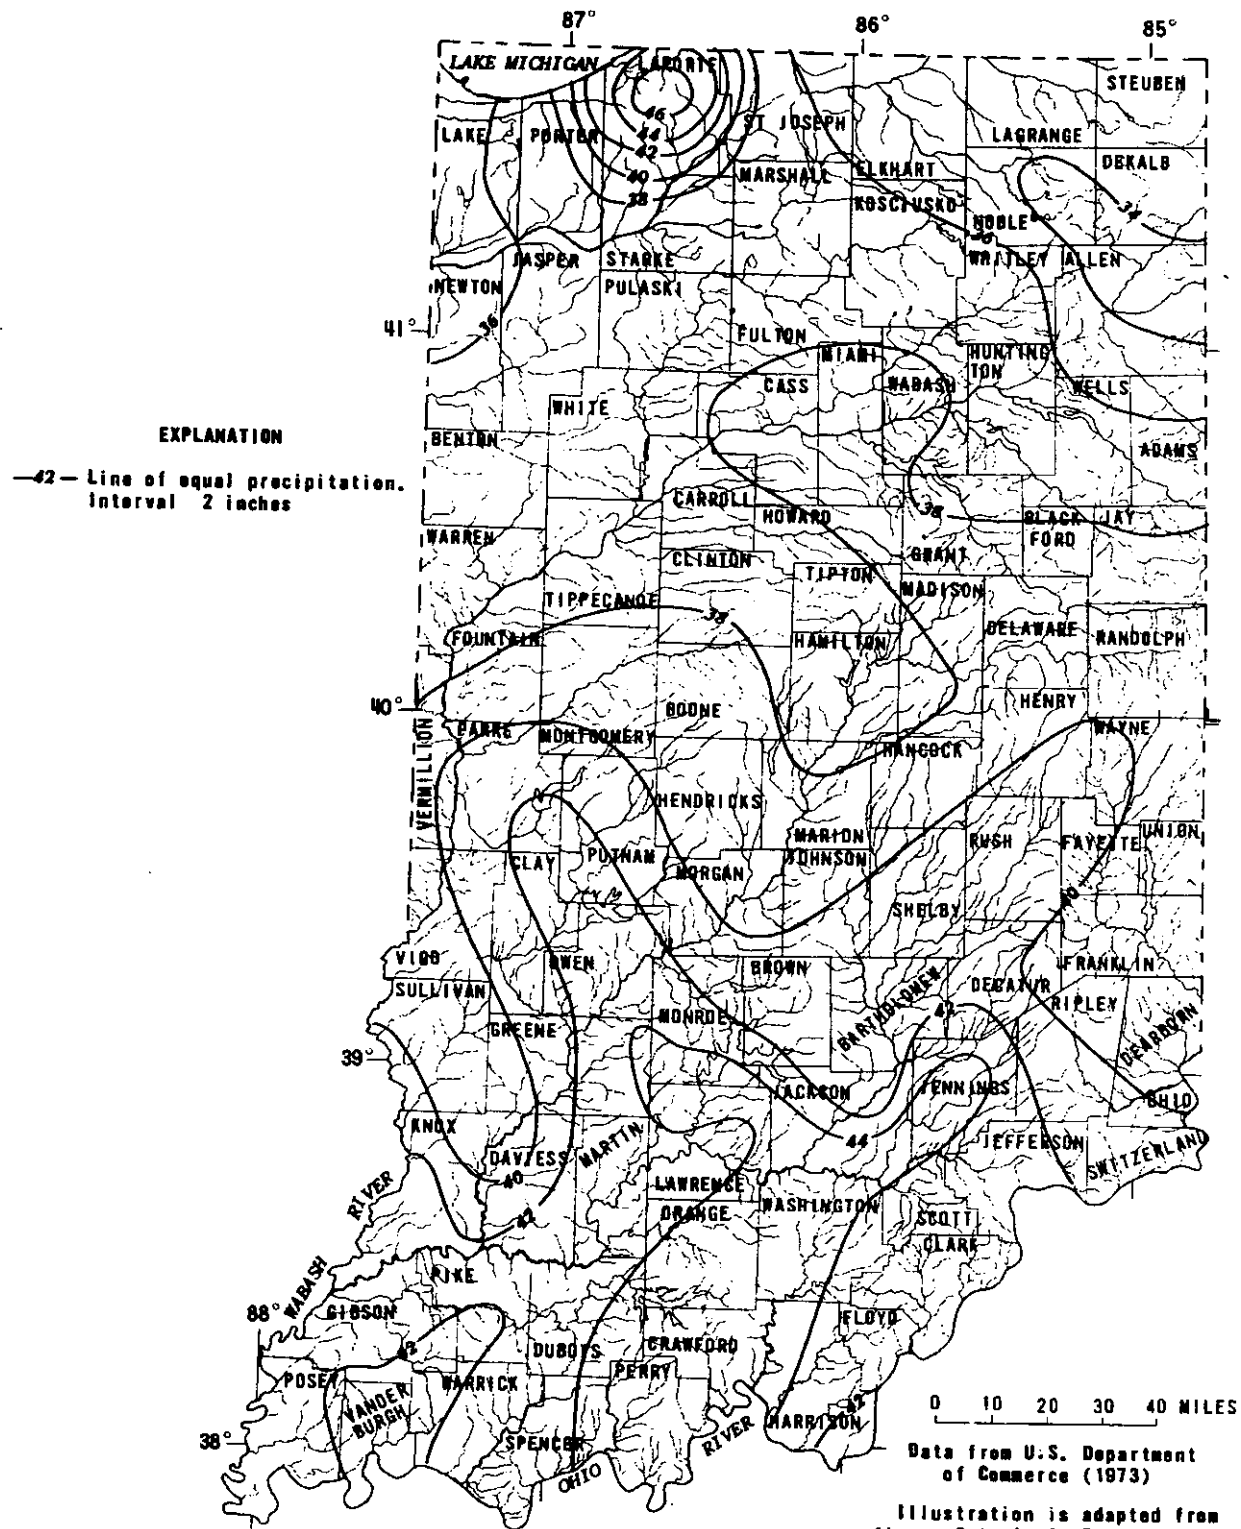 87° 86° 85°
LAKE MICHIGAN LAPORTE
STEUBEN
46
LAKE PORTER 44 ST JOSEPH LAGRANGE
42 DEKALB
40 MARSHALL ELKHART
38 KOSCIUSKO 34
NOBLE
36
JASPER STARKE WHITLEY ALLEN
NEWTON PULASKI
41° 36 FULTON
MIAMI HUNTING
TON
CASS WABASH WELLS
WHITE
EXPLANATION
BENTON ADAMS
—42— Line of equal precipitation.
Interval 2 inches
CARROLL
HOWARD 38 BLACK JAY
FORD
WARREN GRANT
CLINTON TIPTON
MADISON
TIPPECANOE 38
FOUNTAIN HAMILTON DELAWARE RANDOLPH
40° BOONE HENRY
PARKE MONTGOMERY WAYNE
HANCOCK
VERMILLION
HENDRICKS
MARION RUSH FAYETTE UNION
CLAY PUTNAM JOHNSON
MORGAN
40
SHELBY
VIGO OWEN BROWN FRANKLIN
SULLIVAN DECATUR
RIPLEY
BARTHOLOMEW 42
GREENE MONROE DEARBORN
39°
JACKSON JENNINGS OHIO
KNOX MARTIN 44 JEFFERSON
DAVIESS SWITZERLAND
40 LAWRENCE
RIVER WASHINGTON
42 ORANGE SCOTT
CLARK
WABASH PIKE
88° GIBSON FLOYD
42 DUBOIS CRAWFORD
POSEY WARRICK PERRY
VANDER
BURGH 42
HARRISON
38° SPENCER RIVER
OHIO
0 10 20 30 40 MILES
Data from U.S. Department
of Commerce (1973)
Illustration is adapted from